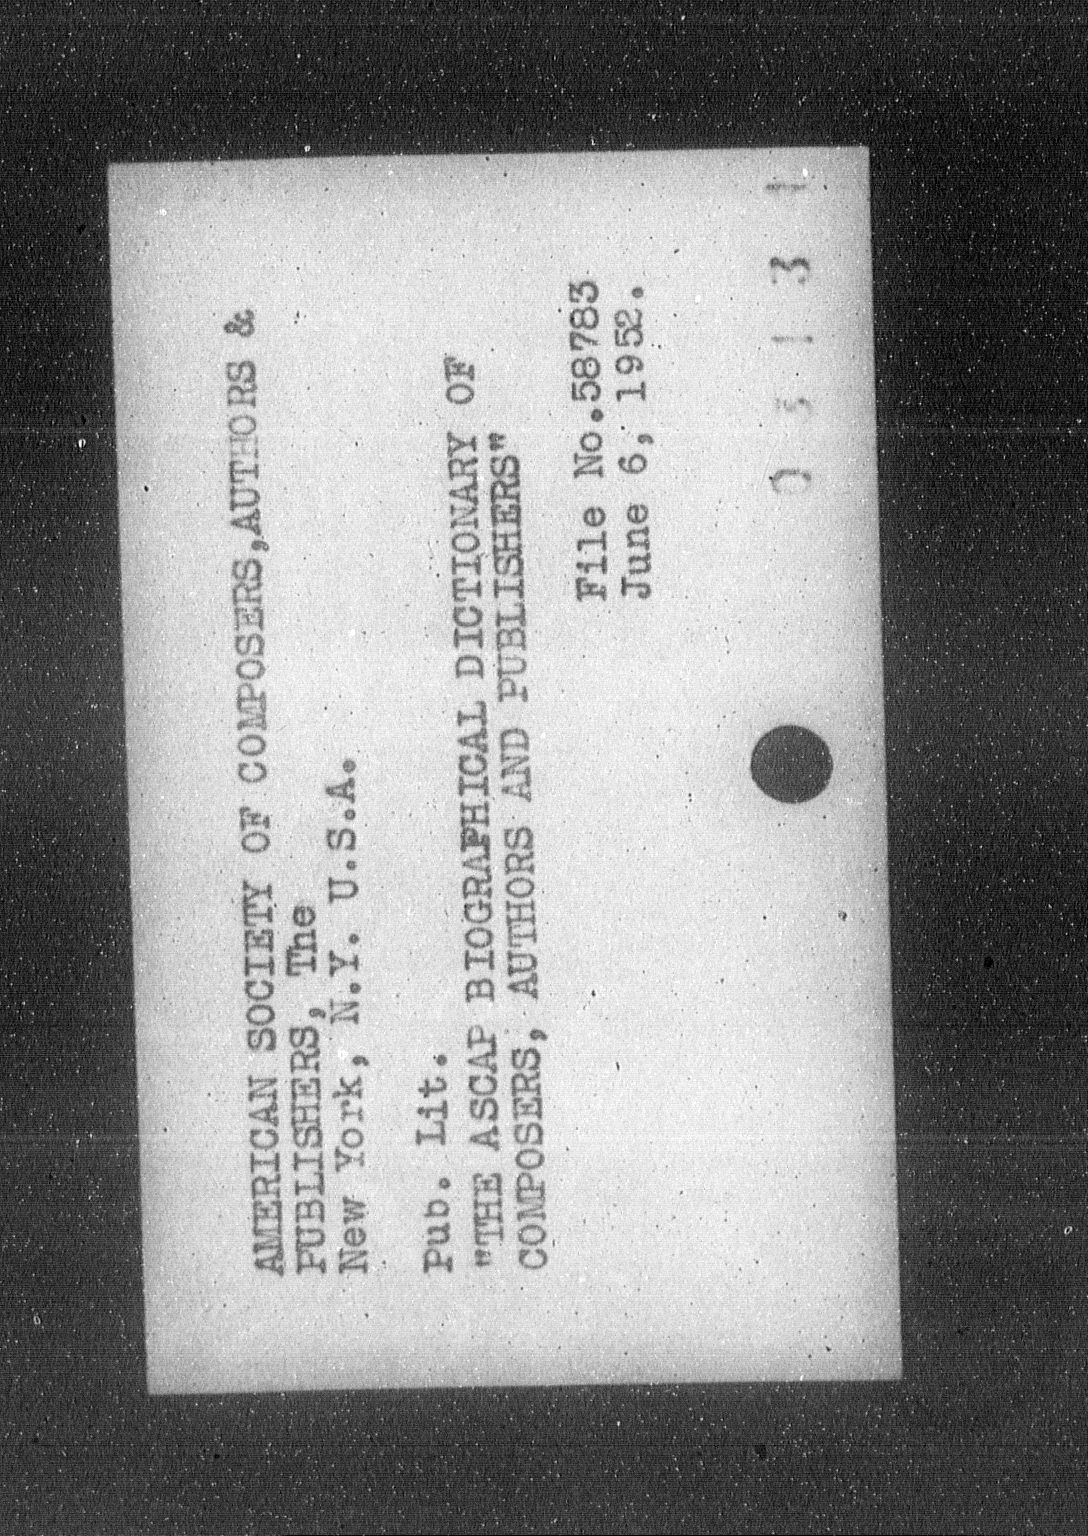 AMERICAN SOCIETY OF COMPOSERS,AUTHORS &
PUBLISHERS, The
New York, N.Y. U.S.A.
Pub. Lit.
"THE ASCAP BIOGRAPHICAL DICTIONARY OF
COMPOSERS, AUTHORS AND PUBLISHERS"
File No.58783
June 6, 1952.
0 3 1 3 1